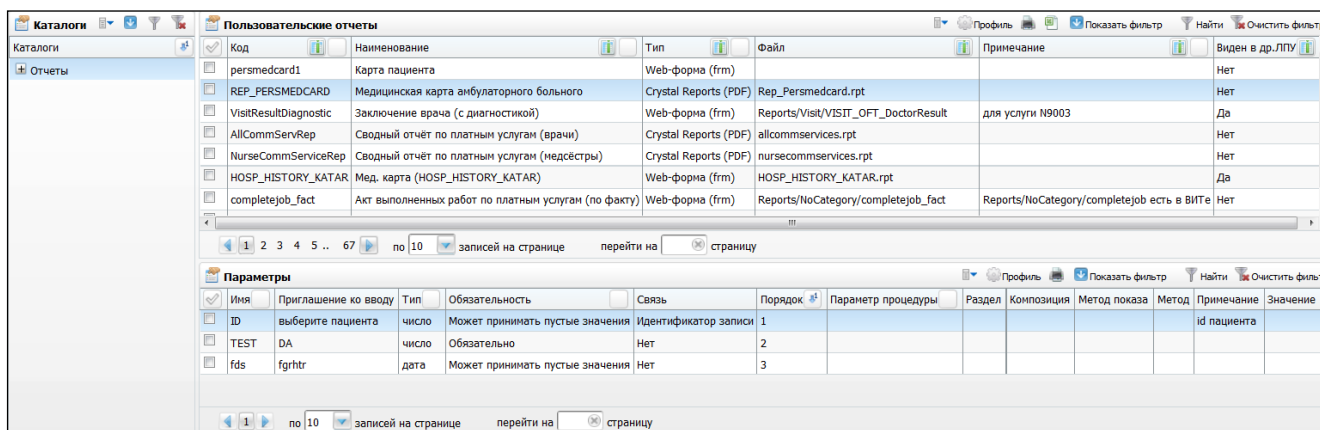 Каталоги
Каталоги
Отчеты
Пользовательские отчеты Профиль Показать фильтр Найти Очистить фильт
Код Наименование Тип Файл Примечание Виден в др.ЛПУ
persmedcard1 Карта пациента Web-форма (frm) Нет
REP_PERSMEDCARD Медицинская карта амбулаторного больного Crystal Reports (PDF) Rep_Persmedcard.rpt Нет
VisitResultDiagnostic Заключение врача (с диагностикой) Web-форма (frm) Reports/Visit/VISIT_OFT_DoctorResult для услуги N9003 Да
AllCommServRep Сводный отчёт по платным услугам (врачи) Crystal Reports (PDF) allcommservices.rpt Нет
NurseCommServiceRep Сводный отчёт по платным услугам (медсёстры) Crystal Reports (PDF) nursecommservices.rpt Нет
HOSP_HISTORY_KATAR Мед. карта (HOSP_HISTORY_KATAR) Web-форма (frm) HOSP_HISTORY_KATAR.rpt Да
completejob_fact Акт выполненных работ по платным услугам (по факту) Web-форма (frm) Reports/NoCategory/completejob_fact Reports/NoCategory/completejob есть в ВИТе Нет
1 2 3 4 5 .. 67 по 10 записей на странице перейти на страницу
Параметры Профиль Показать фильтр Найти Очистить филь
Имя Приглашение ко вводу Тип Обязательность Связь Порядок Параметр процедуры Раздел Композиция Метод показа Метод Примечание Значение
ID выберите пациента число Может принимать пустые значения Идентификатор записи 1 id пациента
TEST DA число Обязательно Нет 2
fds fgrhtr дата Может принимать пустые значения Нет 3
1 по 10 записей на странице перейти на страницу